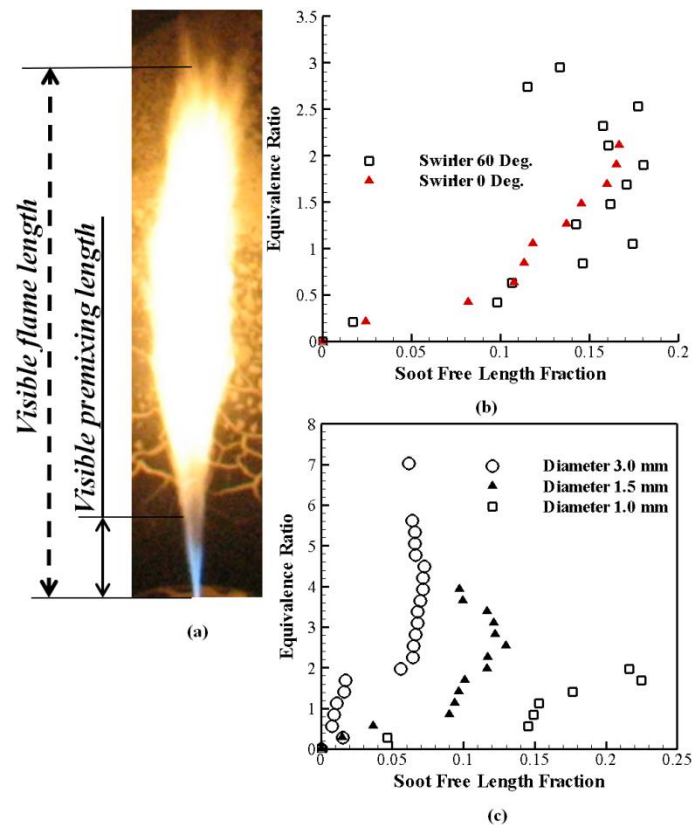 Visible flame length
Visible premixing length
(a)
3.5
3
2.5
2
1.5
1
0.5
0
Equivalence Ratio
Swirler 60 Deg.
Swirler 0 Deg.
0 0.05 0.1 0.15 0.2
Soot Free Length Fraction
(b)
8
7
6
5
4
3
2
1
0
Equivalence Ratio
Diameter 3.0 mm
Diameter 1.5 mm
Diameter 1.0 mm
0 0.05 0.1 0.15 0.2 0.25
Soot Free Length Fraction
(c)